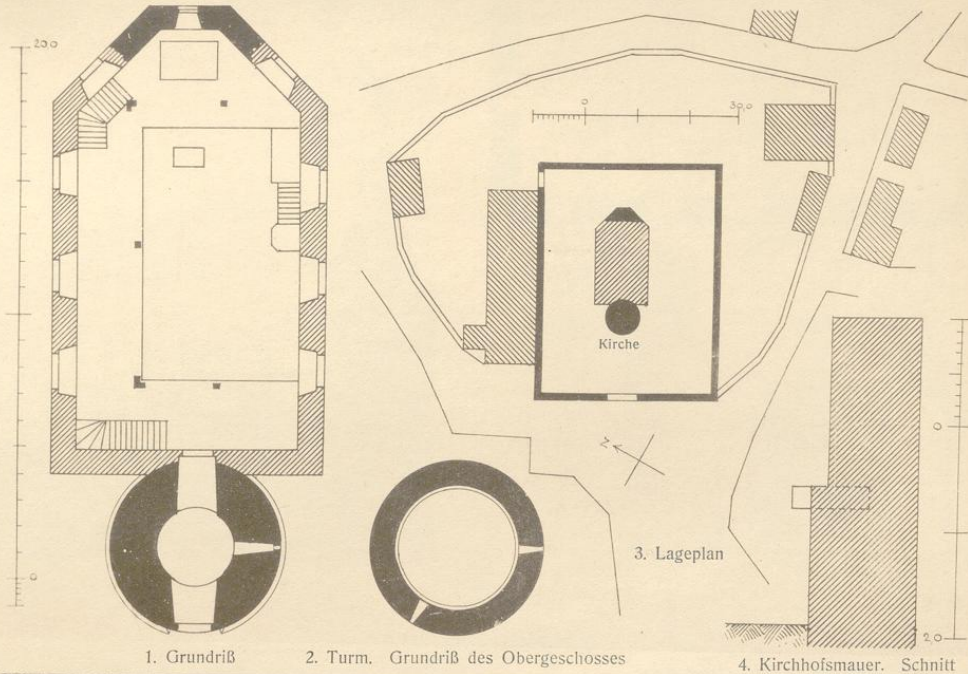 20,0
0
0
30,0
Kirche
N
0
3. Lageplan
2,0
1. Grundriß
2. Turm. Grundriß des Obergeschosses
4. Kirchhofsmauer. Schnitt